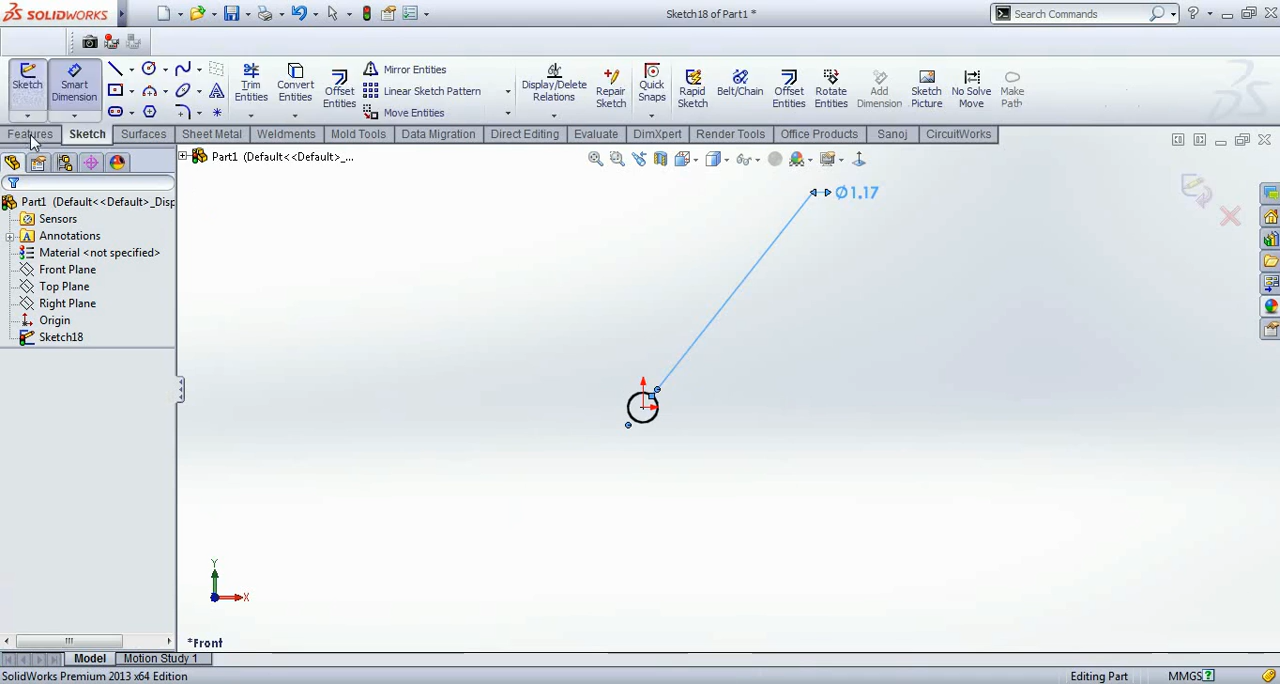 SOLIDWORKS
Sketch18 of Part1 *
Search Commands
Sketch
Smart Dimension
Trim Entities
Convert Entities
Offset Entities
Mirror Entities
Linear Sketch Pattern
Move Entities
Display/Delete Relations
Repair Sketch
Quick Snaps
Rapid Sketch
Belt/Chain
Offset Entities
Rotate Entities
Add Dimension
Sketch Picture
No Solve Move
Make Path
Features
Sketch
Surfaces
Sheet Metal
Weldments
Mold Tools
Data Migration
Direct Editing
Evaluate
DimXpert
Render Tools
Office Products
Sanoj
CircuitWorks
Part1 (Default<<Default>_...
Part1 (Default<<Default>_Disp
Sensors
Annotations
Material <not specified>
Front Plane
Top Plane
Right Plane
Origin
Sketch18
Ø1.17
Y
X
*Front
Model
Motion Study 1
SolidWorks Premium 2013 x64 Edition
Editing Part
MMGS